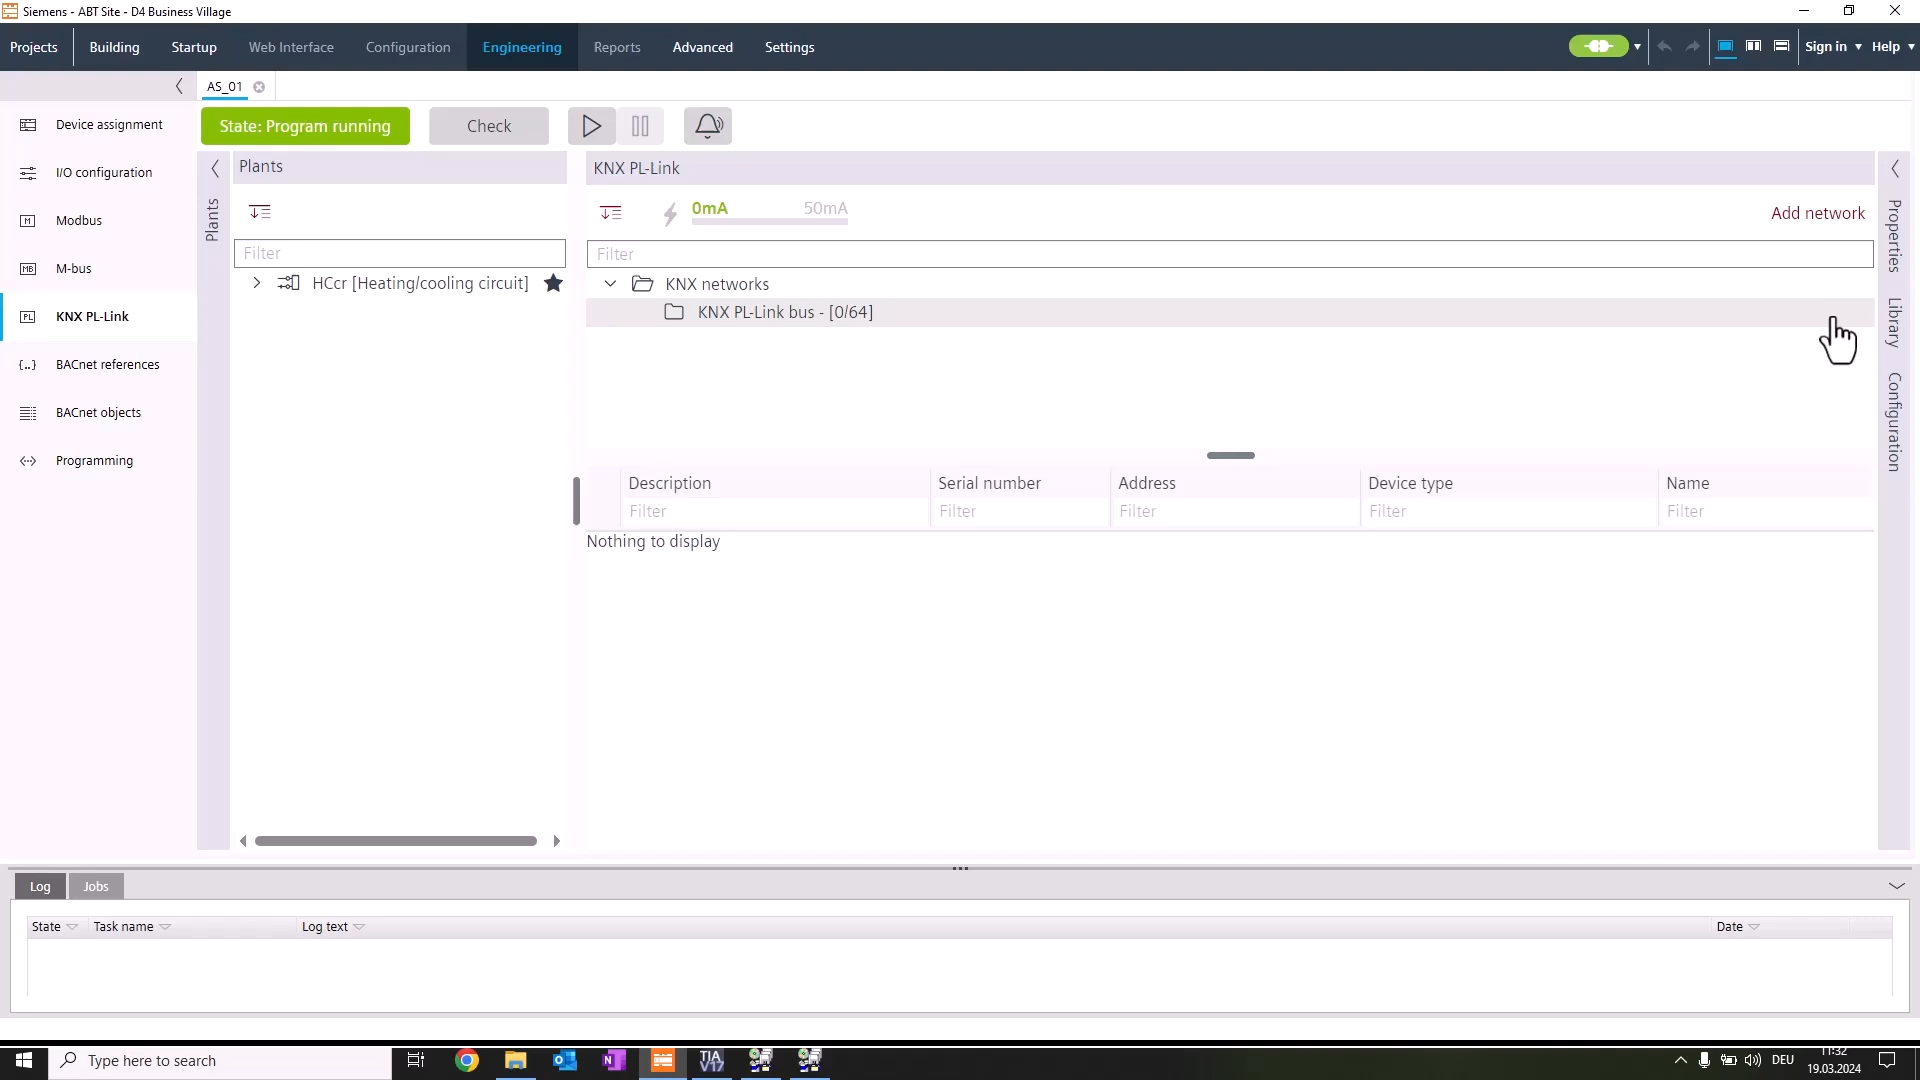 Siemens - ABT Site - D4 Business Village
Projects Building Startup Web Interface Configuration Engineering Reports Advanced Settings Sign in Help
AS_01
State: Program running Check
Device assignment
I/O configuration
Modbus
M-bus
KNX PL-Link
BACnet references
BACnet objects
Programming
Plants
Plants
Filter
HCcr [Heating/cooling circuit]
KNX PL-Link
0mA 50mA Add network
Filter
KNX networks
KNX PL-Link bus - [0/64]
Description Serial number Address Device type Name
Filter Filter Filter Filter Filter
Nothing to display
Properties
Library
Configuration
Log Jobs
State Task name Log text Date
Type here to search
TIA V17
DEU
11:32
19.03.2024